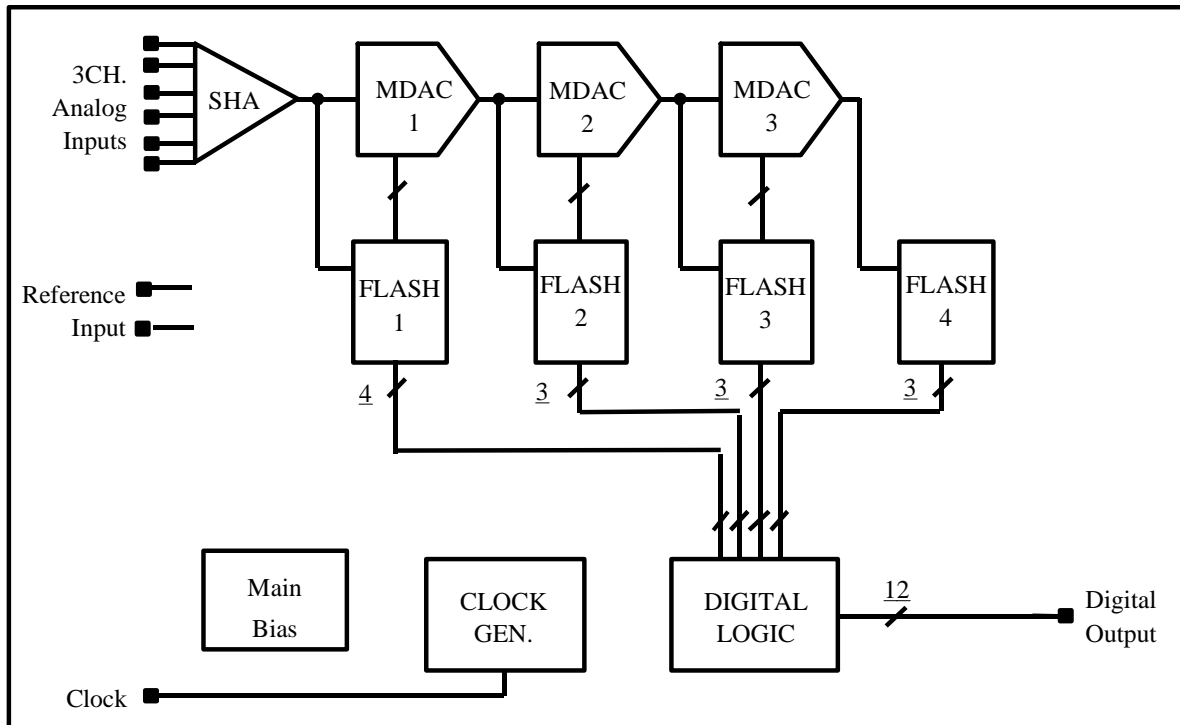 3CH.
Analog
Inputs
SHA
MDAC
1
MDAC
2
MDAC
3
Reference
Input
FLASH
1
FLASH
2
FLASH
3
FLASH
4
4
3
3
3
Main
Bias
CLOCK
GEN.
DIGITAL
LOGIC
12
Digital
Output
Clock